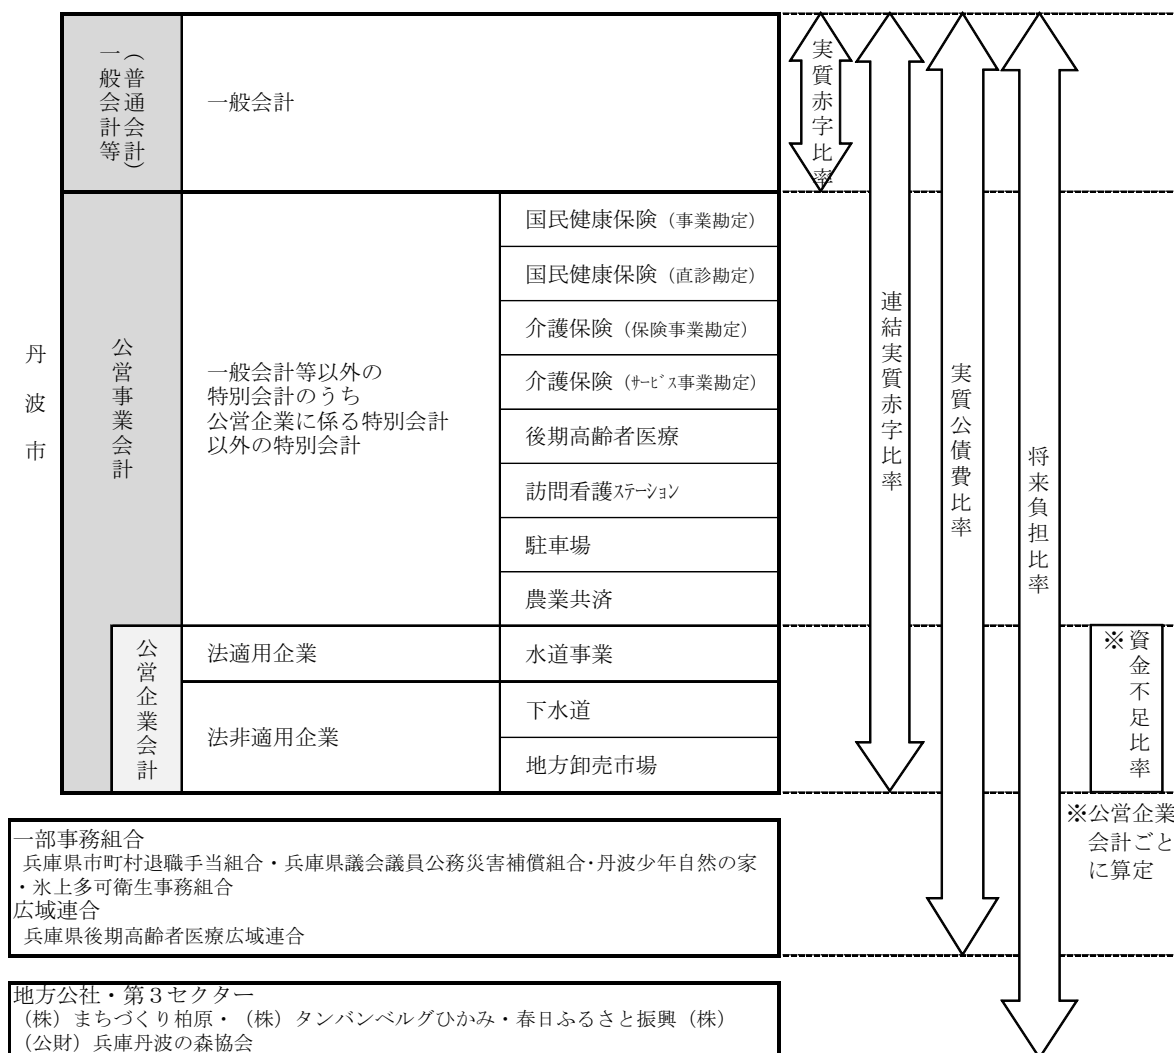 丹波市
一般会計等
（普通会計）
一般会計
実質赤字比率
公営事業会計
一般会計等以外の
特別会計のうち
公営企業に係る特別会計
以外の特別会計
国民健康保険（事業勘定）
国民健康保険（直診勘定）
介護保険（保険事業勘定）
介護保険（ｻｰﾋﾞｽ事業勘定）
後期高齢者医療
訪問看護ｽﾃｰｼｮﾝ
駐車場
農業共済
公営企業会計
法適用企業
水道事業
法非適用企業
下水道
地方卸売市場
連結実質赤字比率
実質公債費比率
将来負担比率
※資金不足比率
※公営企業
会計ごと
に算定
一部事務組合
兵庫県市町村退職手当組合・兵庫県議会議員公務災害補償組合・丹波少年自然の家
・氷上多可衛生事務組合
広域連合
兵庫県後期高齢者医療広域連合
地方公社・第３セクター
（株）まちづくり柏原・（株）タンバンベルグひかみ・春日ふるさと振興（株）
（公財）兵庫丹波の森協会